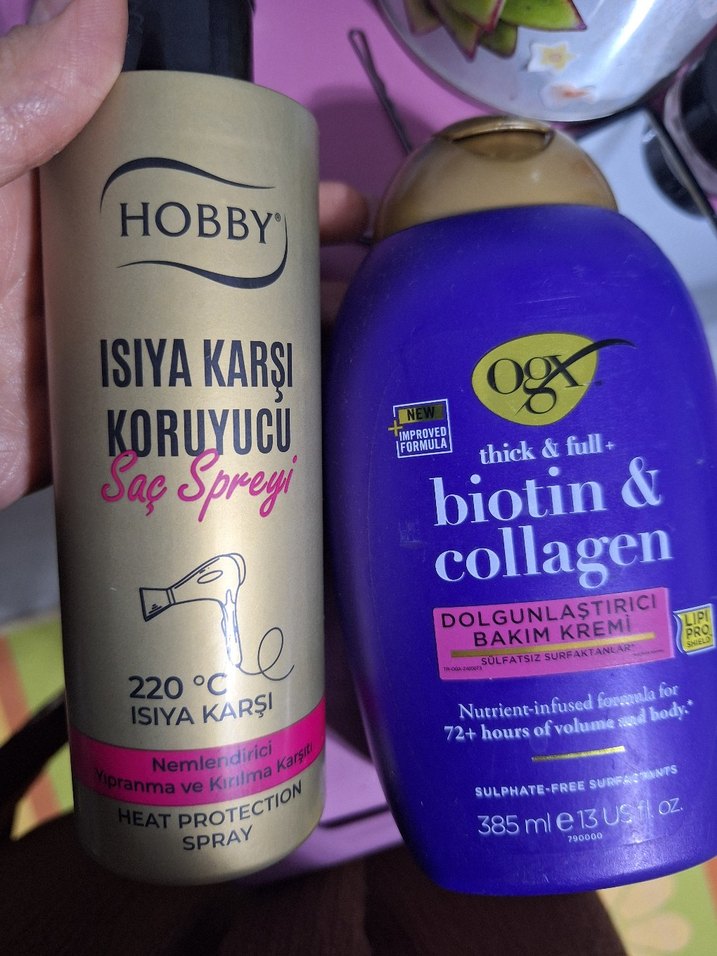 HOBBY®
ISIYA KARŞI
KORUYUCU
Saç Spreyi
220 °C
ISIYA KARŞI
Nemlendirici
Yıpranma ve Kırılma Karşıtı
HEAT PROTECTION
SPRAY
ogx
NEW
+ IMPROVED
FORMULA
thick & full+
biotin &
collagen
DOLGUNLAŞTIRICI
BAKIM KREMİ
SÜLFATSIZ SURFAKTANLAR*
LIPI
PRO
SHIELD
Nutrient-infused formula for
72+ hours of volume and body.*
SULPHATE-FREE SURFACTANTS
385 ml e 13 US fl. oz.
790000